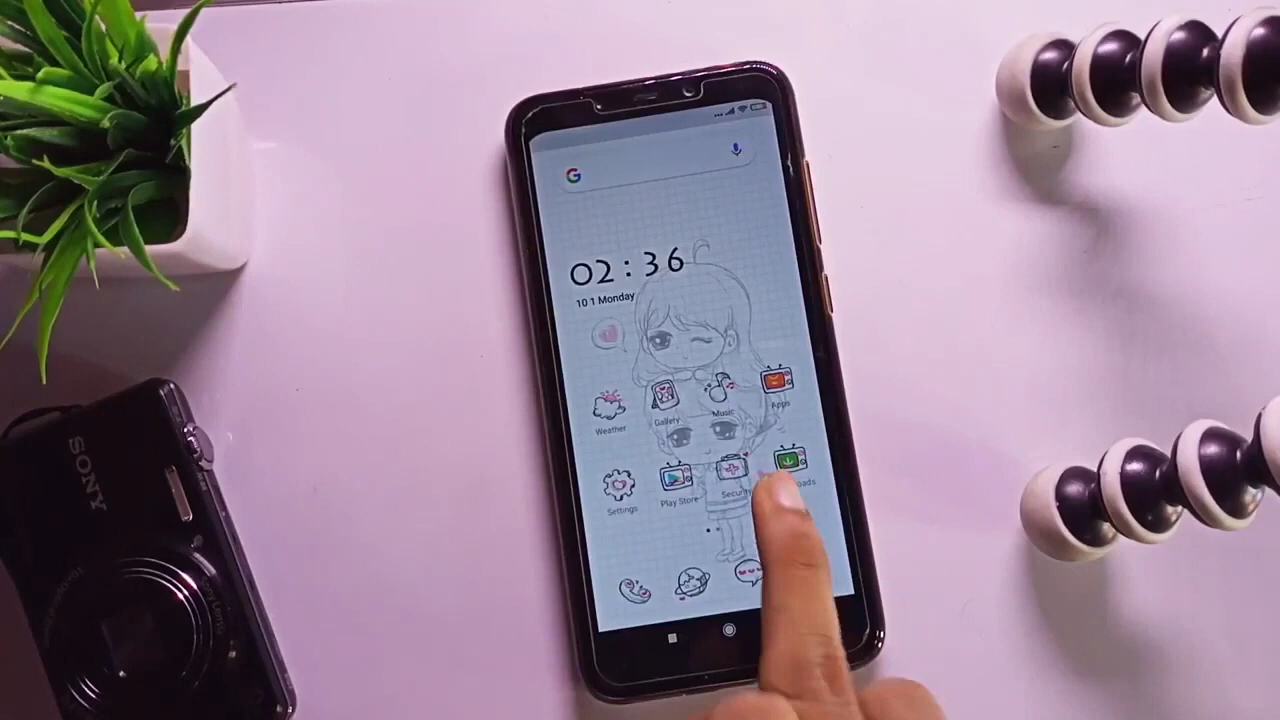 G
02 : 36
10 1 Monday
Weather
Gallery
Music
Apps
Settings
Play Store
Security
SONY